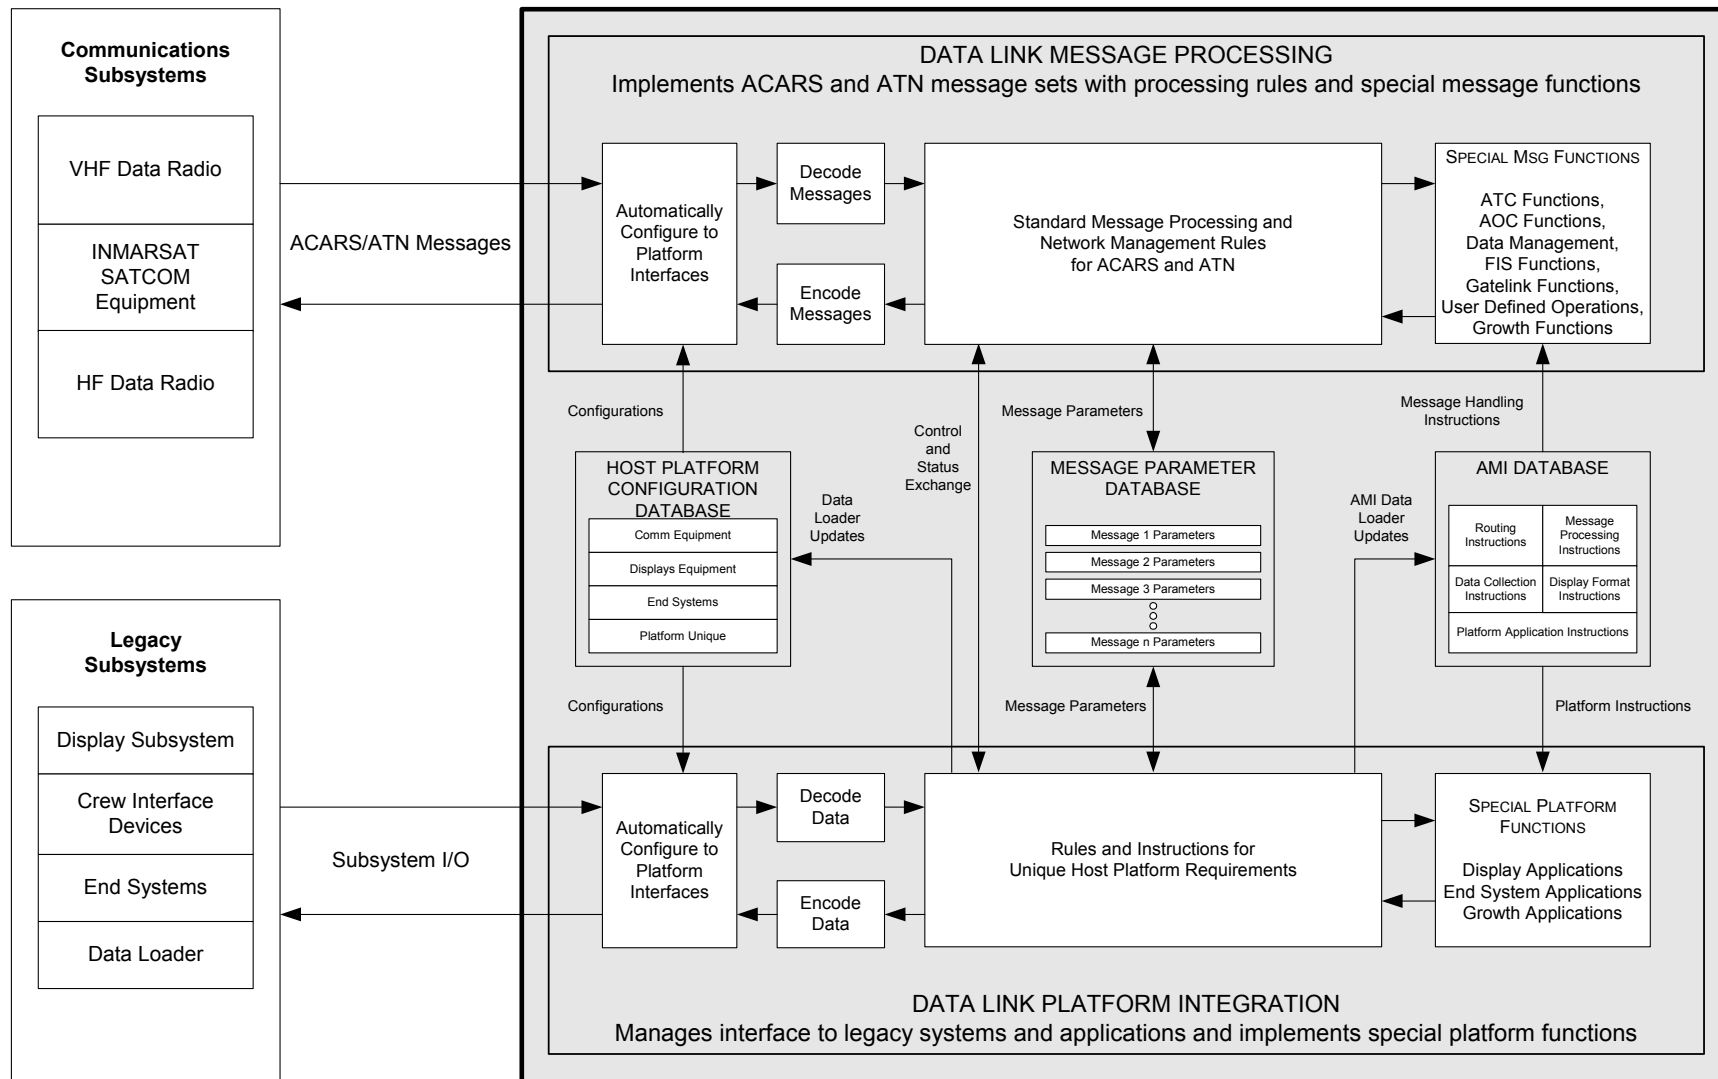 Communications
Subsystems
VHF Data Radio
INMARSAT
SATCOM
Equipment
HF Data Radio
ACARS/ATN Messages
Legacy
Subsystems
Display Subsystem
Crew Interface
Devices
End Systems
Data Loader
Subsystem I/O
DATA LINK MESSAGE PROCESSING
Implements ACARS and ATN message sets with processing rules and special message functions
Automatically
Configure to
Platform
Interfaces
Decode
Messages
Encode
Messages
Standard Message Processing and
Network Management Rules
for ACARS and ATN
SPECIAL MSG FUNCTIONS
ATC Functions,
AOC Functions,
Data Management,
FIS Functions,
Gatelink Functions,
User Defined Operations,
Growth Functions
Configurations
Control
and
Status
Exchange
Message Parameters
Message Handling
Instructions
HOST PLATFORM
CONFIGURATION
DATABASE
Comm Equipment
Displays Equipment
End Systems
Platform Unique
Data
Loader
Updates
MESSAGE PARAMETER
DATABASE
Message 1 Parameters
Message 2 Parameters
Message 3 Parameters
Message n Parameters
AMI Data
Loader
Updates
AMI DATABASE
Routing
Instructions
Message
Processing
Instructions
Data Collection
Instructions
Display Format
Instructions
Platform Application Instructions
Configurations
Message Parameters
Platform Instructions
Automatically
Configure to
Platform
Interfaces
Decode
Data
Encode
Data
Rules and Instructions for
Unique Host Platform Requirements
SPECIAL PLATFORM
FUNCTIONS
Display Applications
End System Applications
Growth Applications
DATA LINK PLATFORM INTEGRATION
Manages interface to legacy systems and applications and implements special platform functions